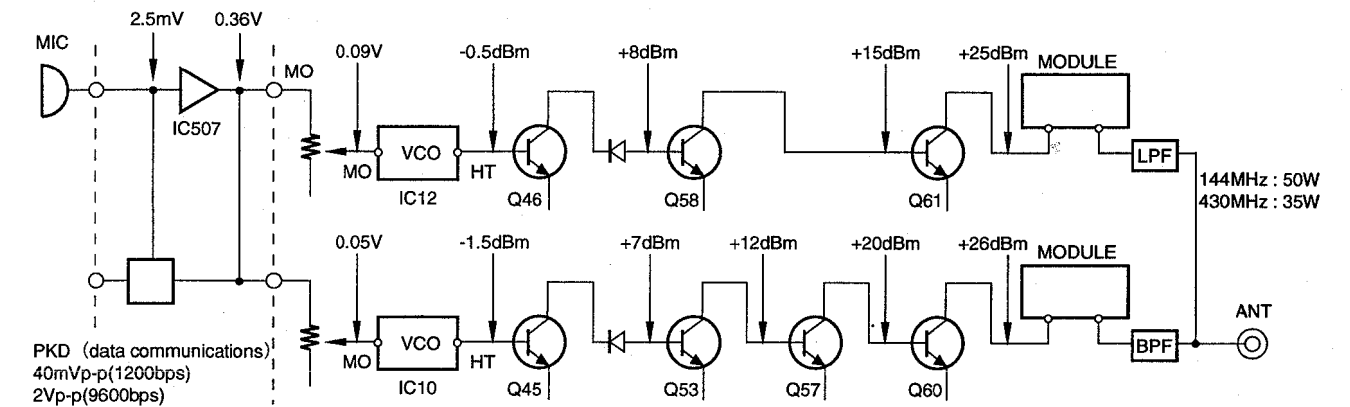 2.5mV 0.36V
MIC
MO
IC507
0.09V -0.5dBm +8dBm +15dBm +25dBm
MODULE
VCO
MO HT
IC12 Q46 Q58 Q61
LPF
144MHz : 50W
430MHz : 35W
0.05V -1.5dBm +7dBm +12dBm +20dBm +26dBm
MODULE
VCO
MO HT
IC10 Q45 Q53 Q57 Q60
BPF
ANT
PKD (data communications)
40mVp-p(1200bps)
2Vp-p(9600bps)